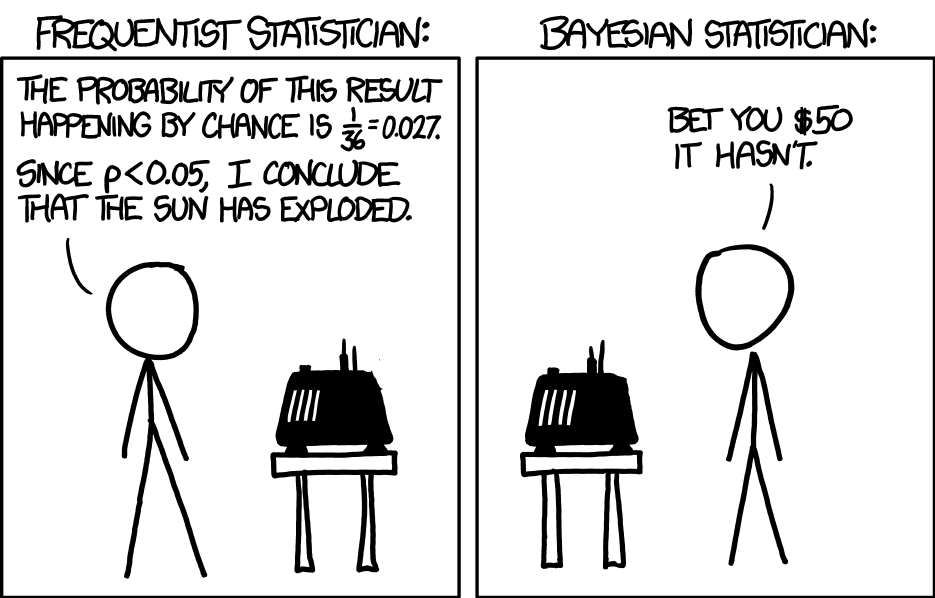 FREQUENTIST STATISTICIAN:
THE PROBABILITY OF THIS RESULT
HAPPENING BY CHANCE IS 1/36 = 0.027.
SINCE p < 0.05, I CONCLUDE
THAT THE SUN HAS EXPLODED.
BAYESIAN STATISTICIAN:
BET YOU $50
IT HASN'T.